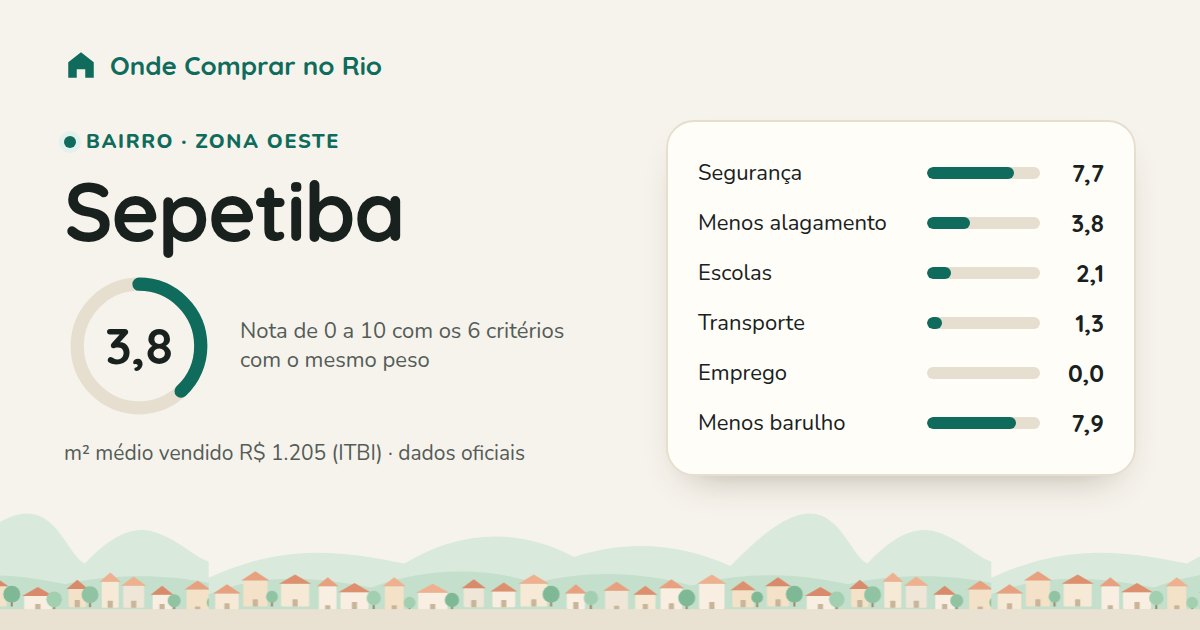 Onde Comprar no Rio
BAIRRO · ZONA OESTE
Sepetiba
3,8
Nota de 0 a 10 com os 6 critérios
com o mesmo peso
m² médio vendido R$ 1.205 (ITBI) · dados oficiais
Segurança 7,7
Menos alagamento 3,8
Escolas 2,1
Transporte 1,3
Emprego 0,0
Menos barulho 7,9